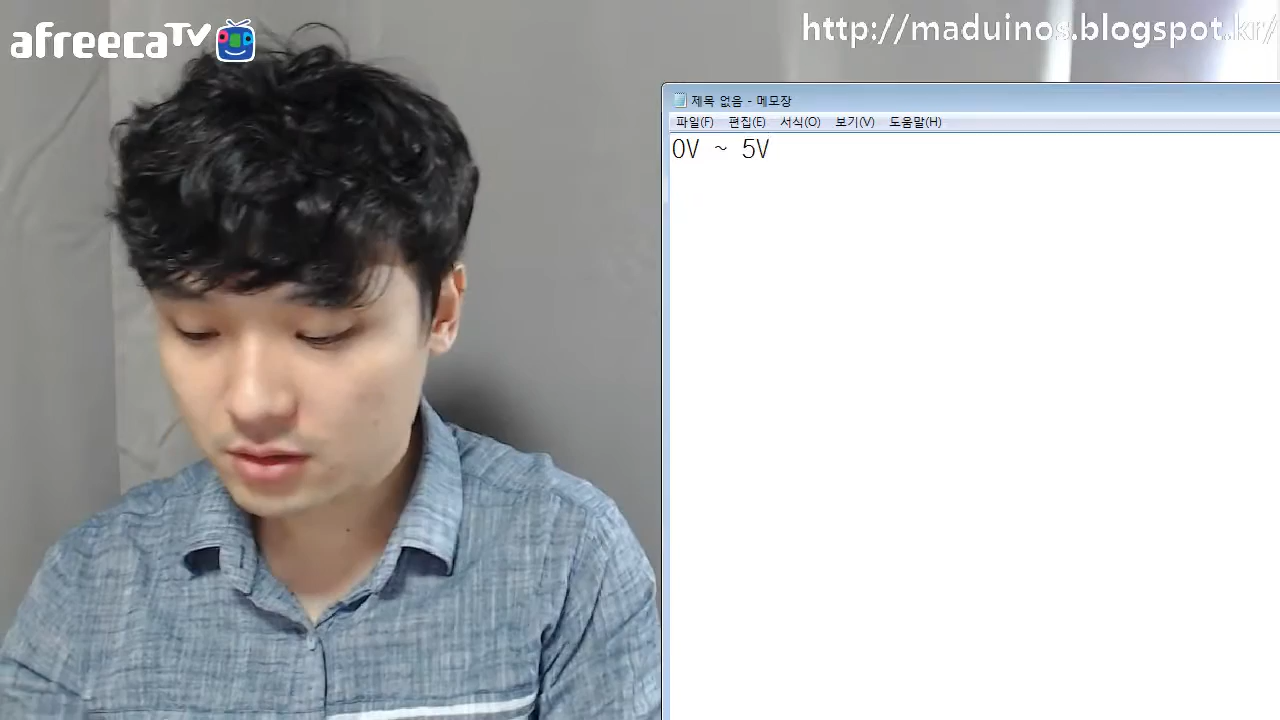 afreecaTV
http://maduinos.blogspot.kr/
제목 없음 - 메모장
파일(F) 편집(E) 서식(O) 보기(V) 도움말(H)
0V ~ 5V